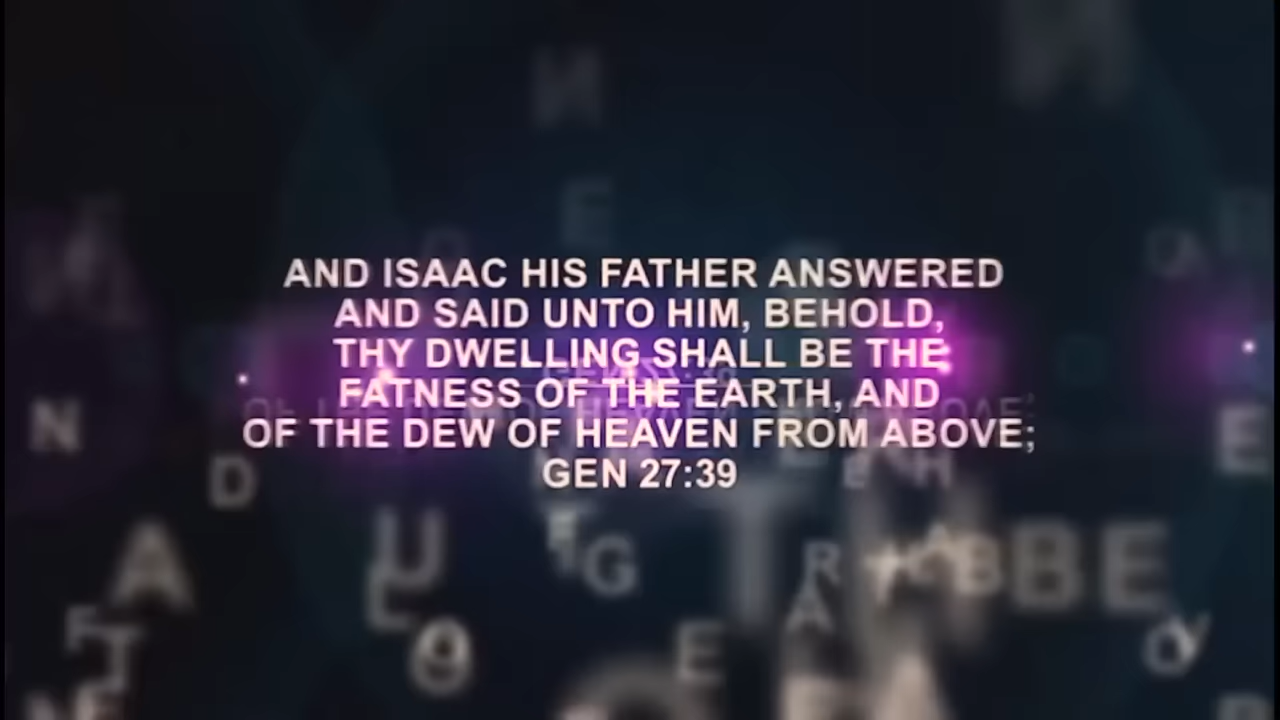 AND ISAAC HIS FATHER ANSWERED
AND SAID UNTO HIM, BEHOLD,
THY DWELLING SHALL BE THE
FATNESS OF THE EARTH, AND
OF THE DEW OF HEAVEN FROM ABOVE;
GEN 27:39